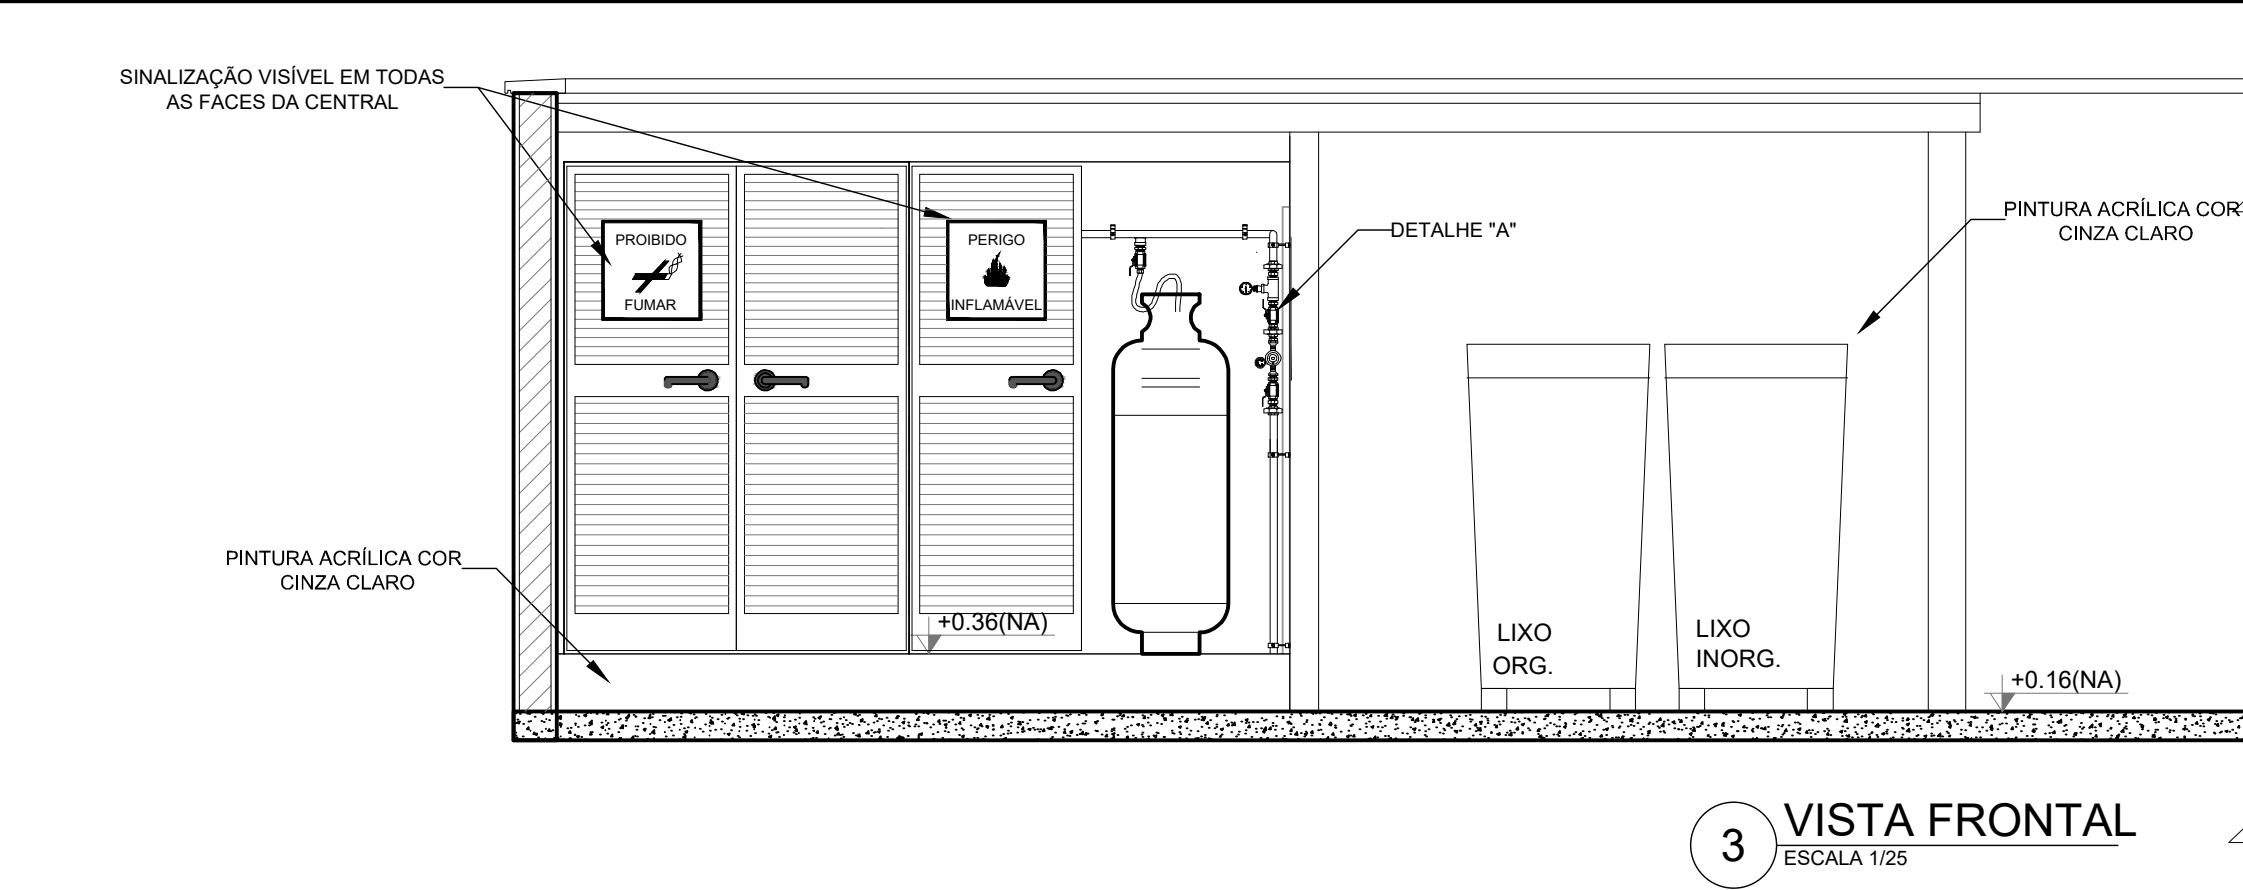 SINALIZAÇÃO VISÍVEL EM TODAS
AS FACES DA CENTRAL
PROIBIDO
FUMAR
PERIGO
INFLAMÁVEL
DETALHE "A"
PINTURA ACRÍLICA COR
CINZA CLARO
PINTURA ACRÍLICA COR
CINZA CLARO
+0.36(NA)
LIXO
ORG.
LIXO
INORG.
+0.16(NA)
3
VISTA FRONTAL
ESCALA 1/25